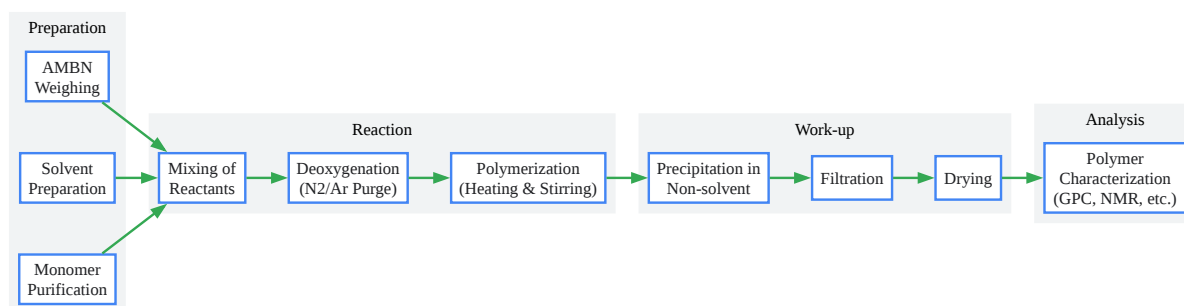 Preparation
AMBN
Weighing
Solvent
Preparation
Monomer
Purification
Reaction
Mixing of
Reactants
Deoxygenation
(N2/Ar Purge)
Polymerization
(Heating & Stirring)
Work-up
Precipitation in
Non-solvent
Filtration
Drying
Analysis
Polymer
Characterization
(GPC, NMR, etc.)